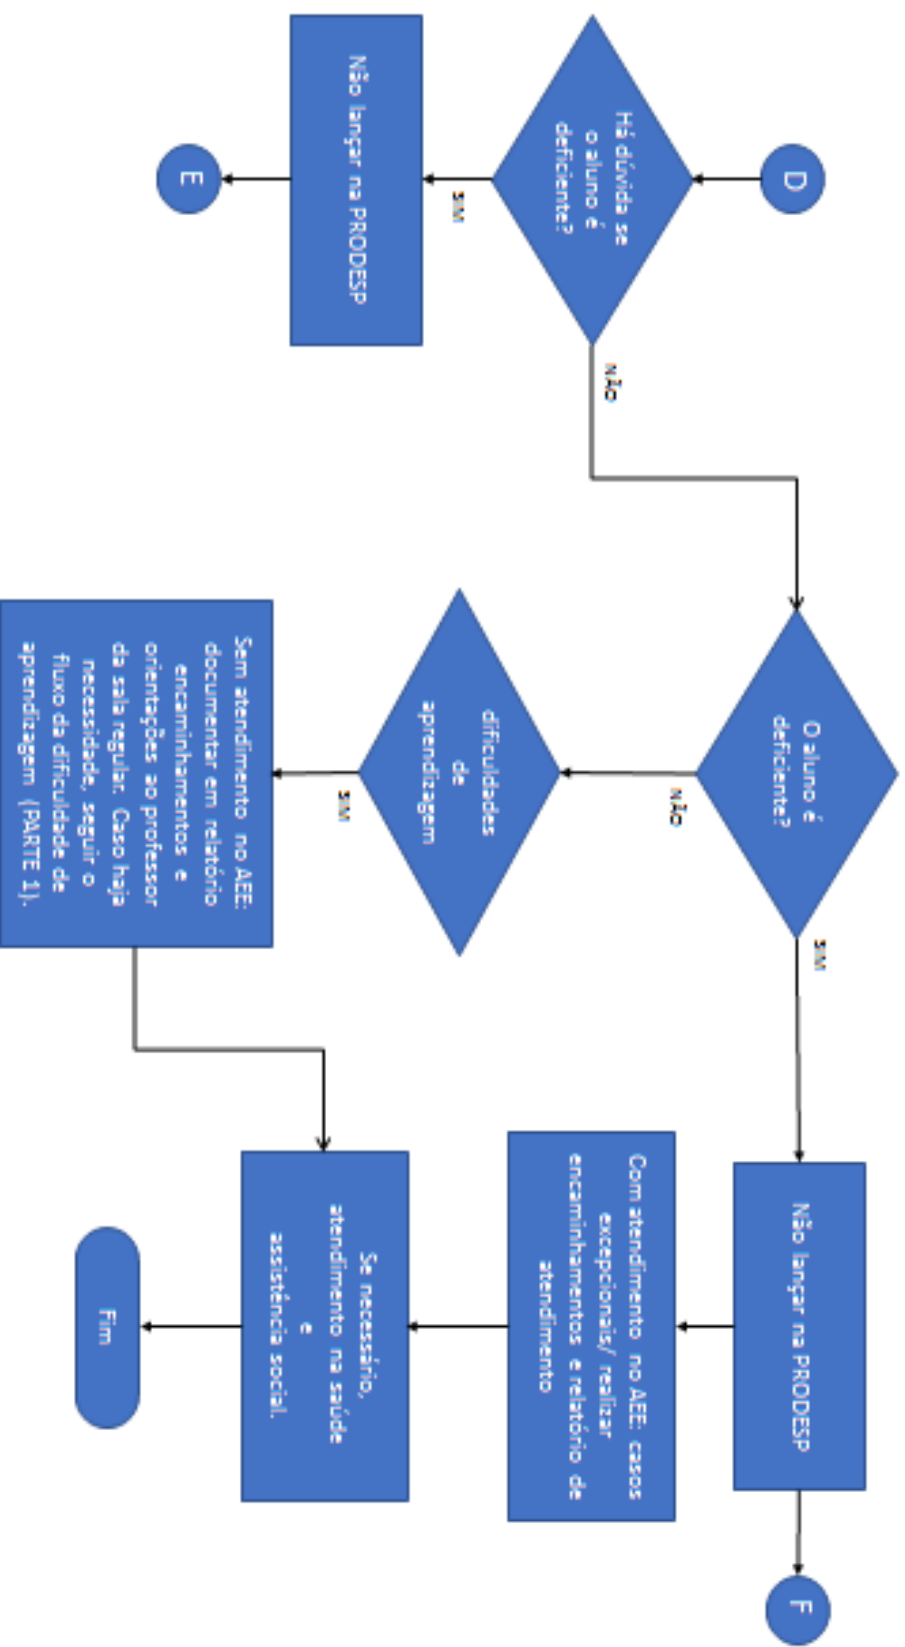 D
Há dúvida se
o aluno é
deficiente?
SIM
Não lançar na PRODESP
E
NÃO
O aluno é
deficiente?
NÃO
dificuldades
de
aprendizagem
SIM
Sem atendimento no AEE:
documentar em relatório
encaminhamentos e
orientações ao professor
da sala regular. Caso haja
necessidade, seguir o
fluxo da dificuldade de
aprendizagem (PARTE 1).
SIM
Não lançar na PRODESP
F
Com atendimento no AEE: casos
excepcionais/ realizar
encaminhamentos e relatório de
atendimento
Se necessário,
atendimento na saúde
e
assistência social.
Fim